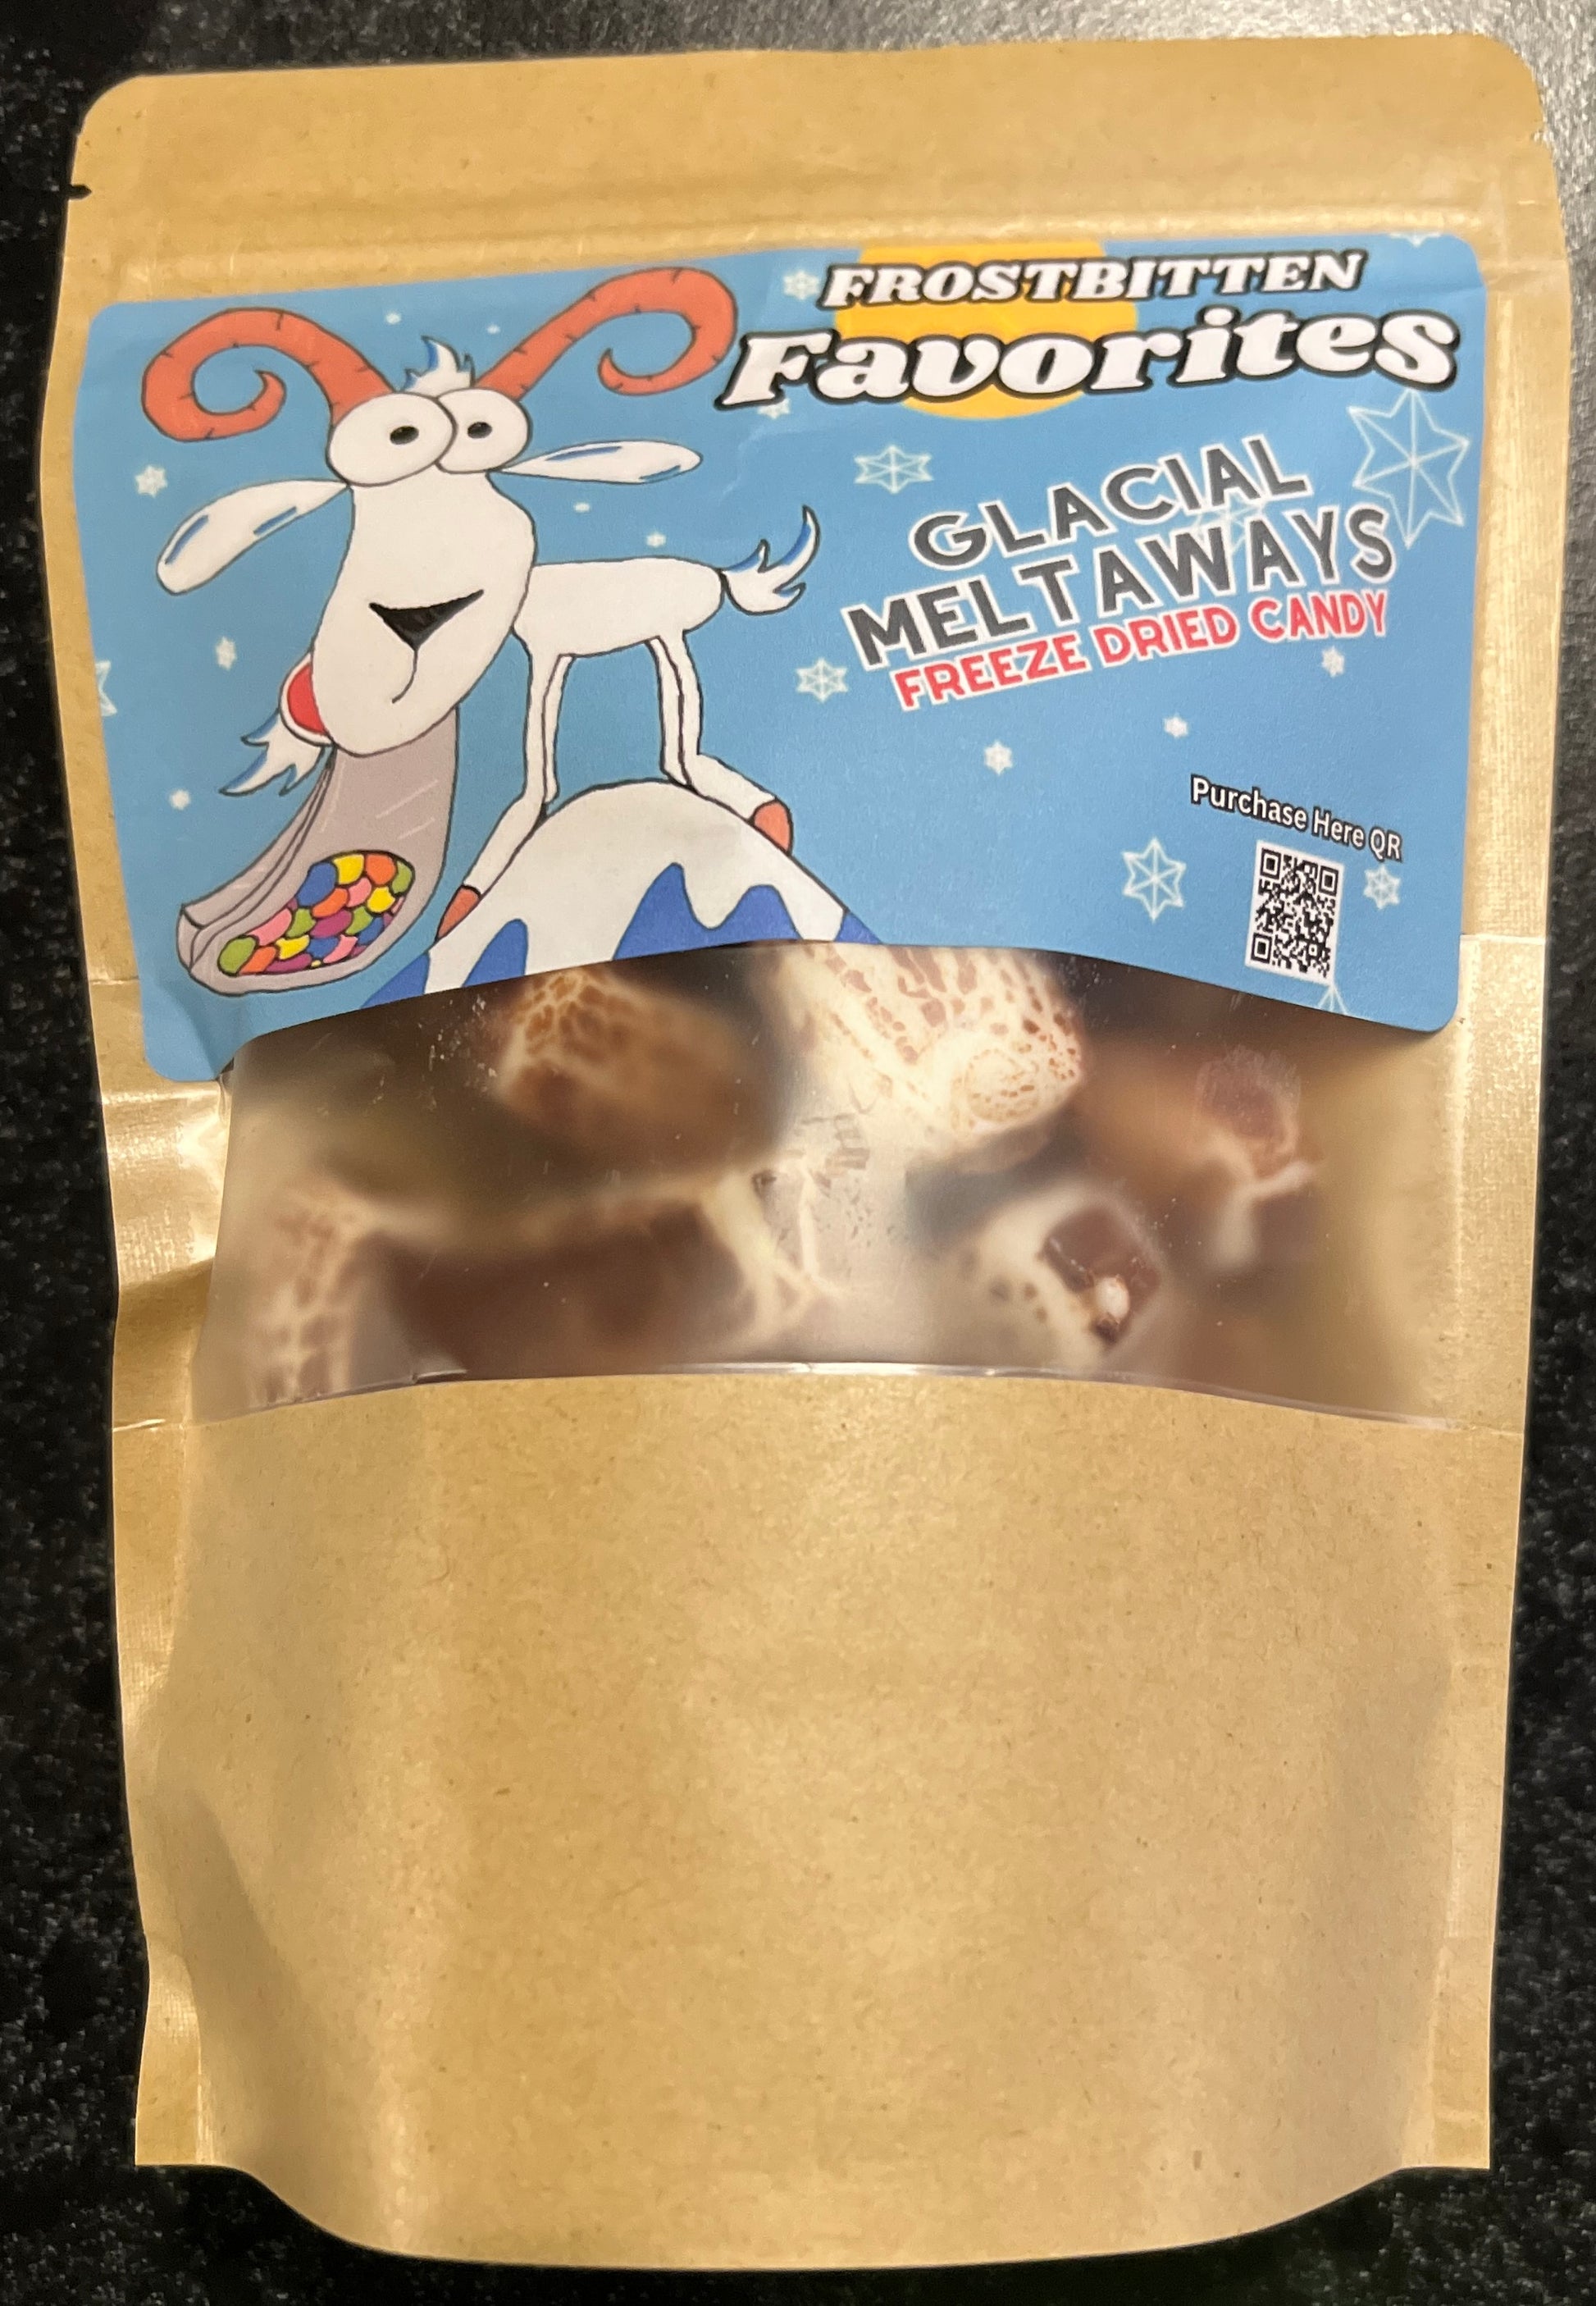 FROSTBITTEN
Favorites
GLACIAL
MELTAWAYS
FREEZE DRIED CANDY
Purchase Here QR